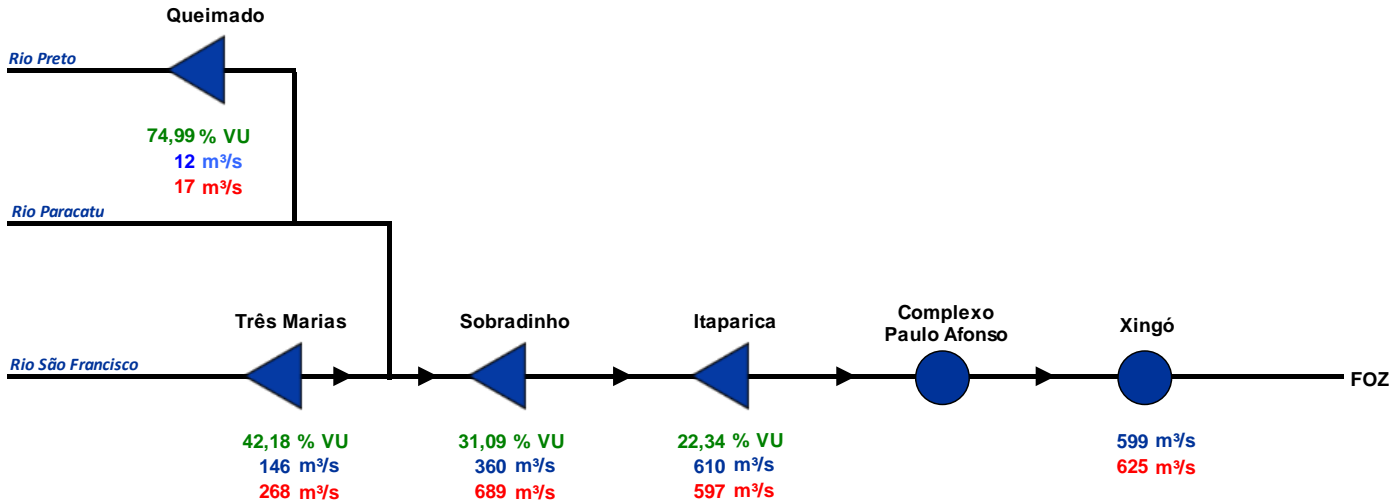 Queimado
Rio Preto
74,99 % VU
12 m³/s
17 m³/s
Rio Paracatu
Três Marias
Sobradinho
Itaparica
Complexo
Paulo Afonso
Xingó
Rio São Francisco
FOZ
42,18 % VU
146 m³/s
268 m³/s
31,09 % VU
360 m³/s
689 m³/s
22,34 % VU
610 m³/s
597 m³/s
599 m³/s
625 m³/s